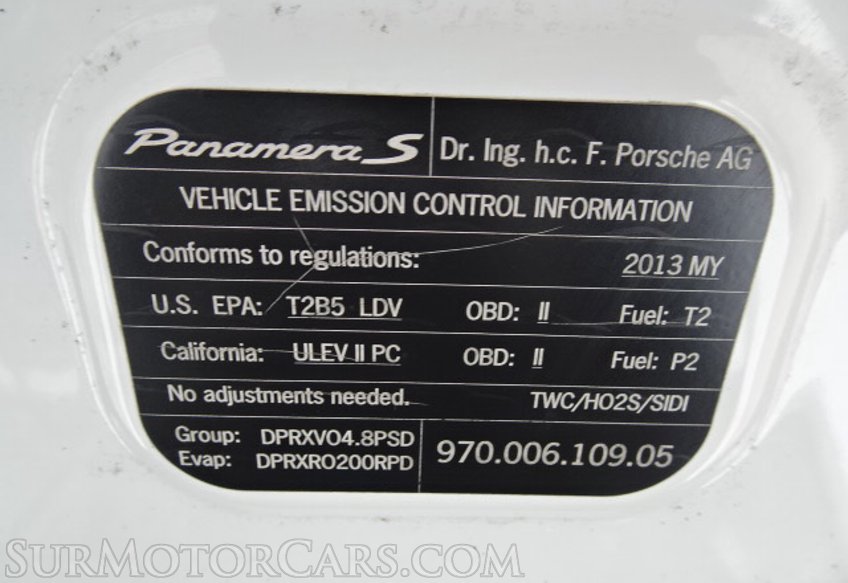 Panamera S
Dr. Ing. h.c. F. Porsche AG
VEHICLE EMISSION CONTROL INFORMATION
Conforms to regulations: 2013 MY
U.S. EPA: T2B5 LDV OBD: II Fuel: T2
California: ULEV II PC OBD: II Fuel: P2
No adjustments needed. TWC/HO2S/SIDI
Group: DPRXV04.8PSD
Evap: DPRXR0200RPD
970.006.109.05
SurMotorCars.com